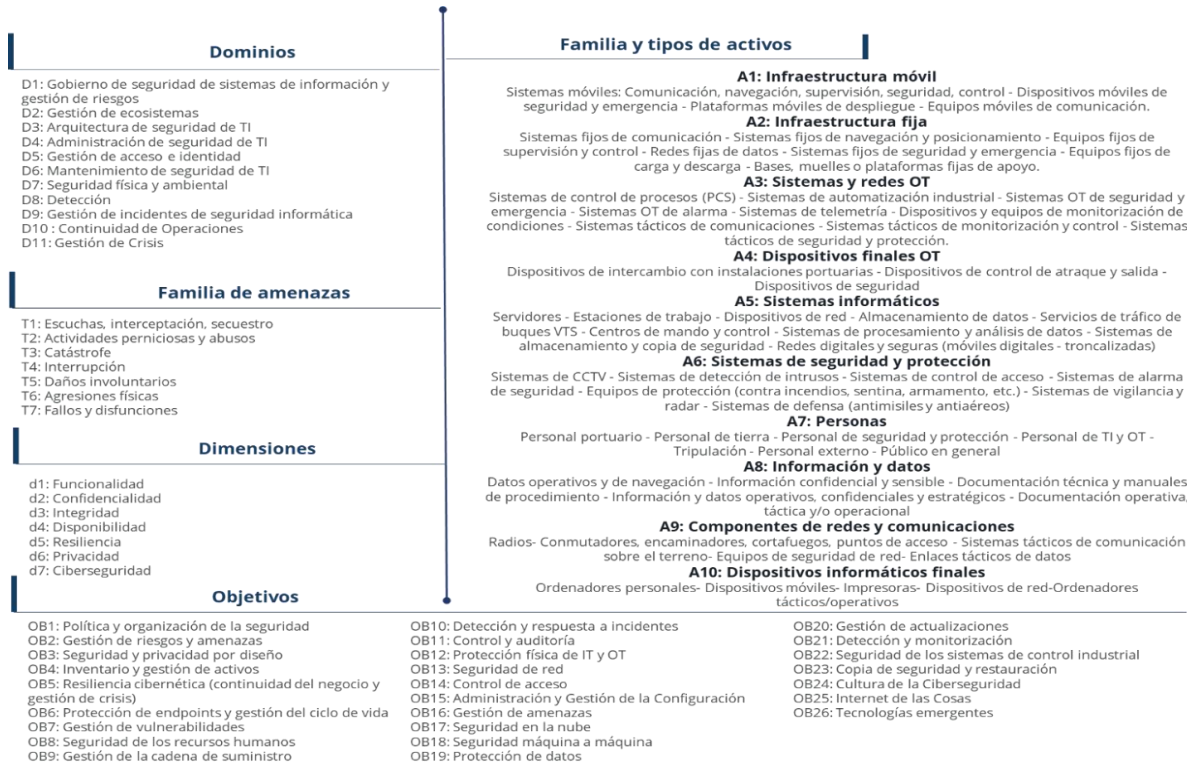 Dominios
D1: Gobierno de seguridad de sistemas de información y
gestión de riesgos
D2: Gestión de ecosistemas
D3: Arquitectura de seguridad de TI
D4: Administración de seguridad de TI
D5: Gestión de acceso e identidad
D6: Mantenimiento de seguridad de TI
D7: Seguridad física y ambiental
D8: Detección
D9: Gestión de incidentes de seguridad informática
D10 : Continuidad de Operaciones
D11: Gestión de Crisis
Familia de amenazas
T1: Escuchas, interceptación, secuestro
T2: Actividades perniciosas y abusos
T3: Catástrofe
T4: Interrupción
T5: Daños involuntarios
T6: Agresiones físicas
T7: Fallos y disfunciones
Dimensiones
d1: Funcionalidad
d2: Confidencialidad
d3: Integridad
d4: Disponibilidad
d5: Resiliencia
d6: Privacidad
d7: Ciberseguridad
Familia y tipos de activos
A1: Infraestructura móvil
Sistemas móviles: Comunicación, navegación, supervisión, seguridad, control - Dispositivos móviles de
seguridad y emergencia - Plataformas móviles de despliegue - Equipos móviles de comunicación.
A2: Infraestructura fija
Sistemas fijos de comunicación - Sistemas fijos de navegación y posicionamiento - Equipos fijos de
supervisión y control - Redes fijas de datos - Sistemas fijos de seguridad y emergencia - Equipos fijos de
carga y descarga - Bases, muelles o plataformas fijas de apoyo.
A3: Sistemas y redes OT
Sistemas de control de procesos (PCS) - Sistemas de automatización industrial - Sistemas OT de seguridad y
emergencia - Sistemas OT de alarma - Sistemas de telemetría - Dispositivos y equipos de monitorización de
condiciones - Sistemas tácticos de comunicaciones - Sistemas tácticos de monitorización y control - Sistemas
tácticos de seguridad y protección.
A4: Dispositivos finales OT
Dispositivos de intercambio con instalaciones portuarias - Dispositivos de control de atraque y salida -
Dispositivos de seguridad
A5: Sistemas informáticos
Servidores - Estaciones de trabajo - Dispositivos de red - Almacenamiento de datos - Servicios de tráfico de
buques VTS - Centros de mando y control - Sistemas de procesamiento y análisis de datos - Sistemas de
almacenamiento y copia de seguridad - Redes digitales y seguras (móviles digitales - troncalizadas)
A6: Sistemas de seguridad y protección
Sistemas de CCTV - Sistemas de detección de intrusos - Sistemas de control de acceso - Sistemas de alarma
de seguridad - Equipos de protección (contra incendios, sentina, armamento, etc.) - Sistemas de vigilancia y
radar - Sistemas de defensa (antimisiles y antiaéreos)
A7: Personas
Personal portuario - Personal de tierra - Personal de seguridad y protección - Personal de TI y OT -
Tripulación - Personal externo - Público en general
A8: Información y datos
Datos operativos y de navegación - Información confidencial y sensible - Documentación técnica y manuales
de procedimiento - Información y datos operativos, confidenciales y estratégicos - Documentación operativa,
táctica y/o operacional
A9: Componentes de redes y comunicaciones
Radios- Conmutadores, encaminadores, cortafuegos, puntos de acceso - Sistemas tácticos de comunicación
sobre el terreno- Equipos de seguridad de red- Enlaces tácticos de datos
A10: Dispositivos informáticos finales
Ordenadores personales- Dispositivos móviles- Impresoras- Dispositivos de red-Ordenadores
tácticos/operativos
Objetivos
OB1: Política y organización de la seguridad
OB2: Gestión de riesgos y amenazas
OB3: Seguridad y privacidad por diseño
OB4: Inventario y gestión de activos
OB5: Resiliencia cibernética (continuidad del negocio y
gestión de crisis)
OB6: Protección de endpoints y gestión del ciclo de vida
OB7: Gestión de vulnerabilidades
OB8: Seguridad de los recursos humanos
OB9: Gestión de la cadena de suministro
OB10: Detección y respuesta a incidentes
OB11: Control y auditoría
OB12: Protección física de IT y OT
OB13: Seguridad de red
OB14: Control de acceso
OB15: Administración y Gestión de la Configuración
OB16: Gestión de amenazas
OB17: Seguridad en la nube
OB18: Seguridad máquina a máquina
OB19: Protección de datos
OB20: Gestión de actualizaciones
OB21: Detección y monitorización
OB22: Seguridad de los sistemas de control industrial
OB23: Copia de seguridad y restauración
OB24: Cultura de la Ciberseguridad
OB25: Internet de las Cosas
OB26: Tecnologías emergentes